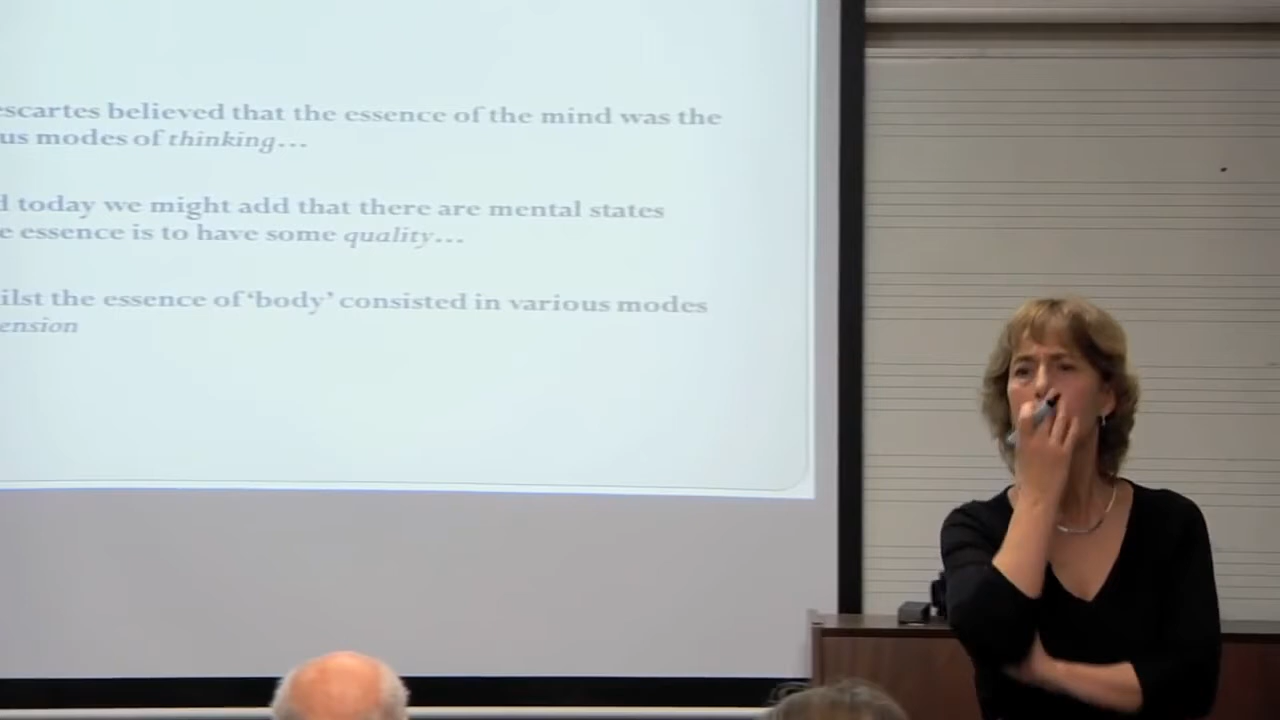 escartes believed that the essence of the mind was the
us modes of thinking…
d today we might add that there are mental states
e essence is to have some quality…
ilst the essence of ‘body’ consisted in various modes
ension